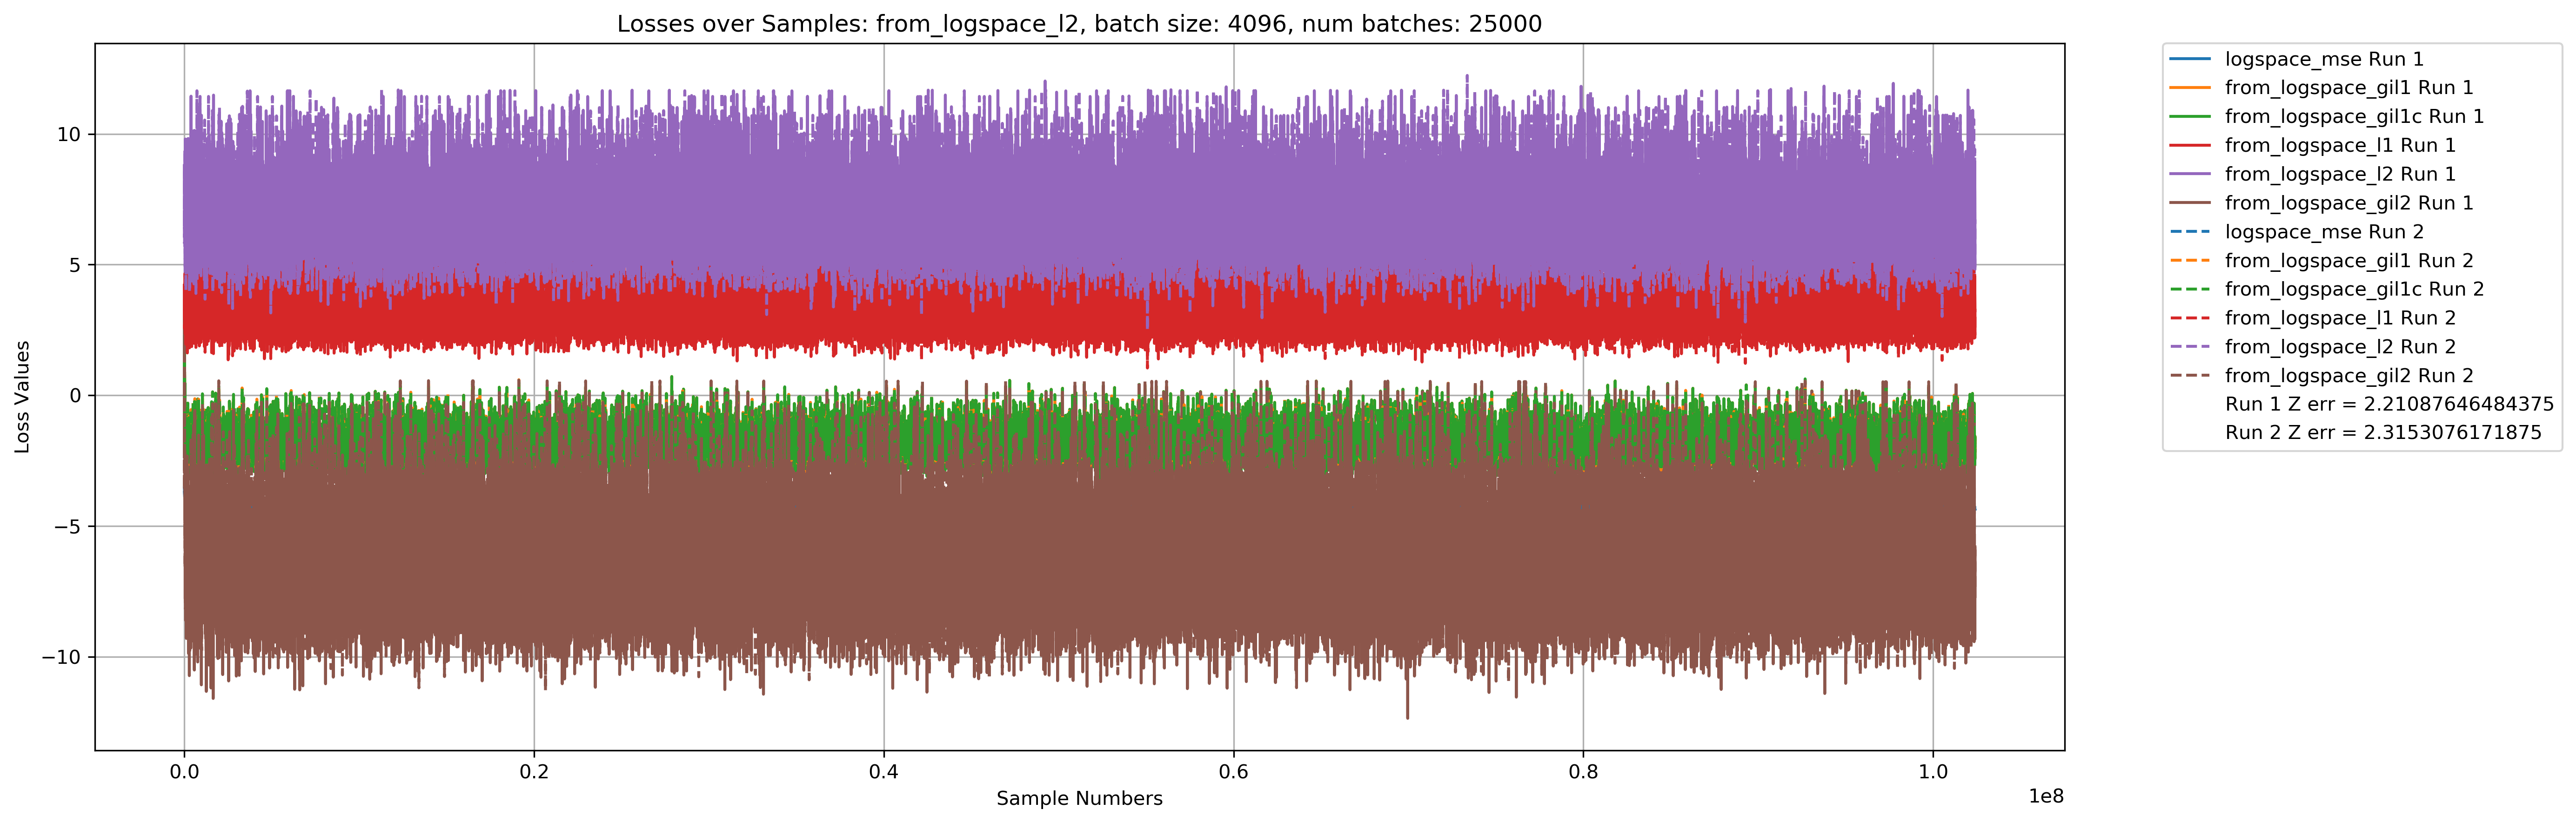 Losses over Samples: from_logspace_l2, batch size: 4096, num batches: 25000
Loss Values
10
5
0
−5
−10
0.0
0.2
0.4
0.6
0.8
1.0
1e8
Sample Numbers
logspace_mse Run 1
from_logspace_gil1 Run 1
from_logspace_gil1c Run 1
from_logspace_l1 Run 1
from_logspace_l2 Run 1
from_logspace_gil2 Run 1
logspace_mse Run 2
from_logspace_gil1 Run 2
from_logspace_gil1c Run 2
from_logspace_l1 Run 2
from_logspace_l2 Run 2
from_logspace_gil2 Run 2
Run 1 Z err = 2.21087646484375
Run 2 Z err = 2.3153076171875